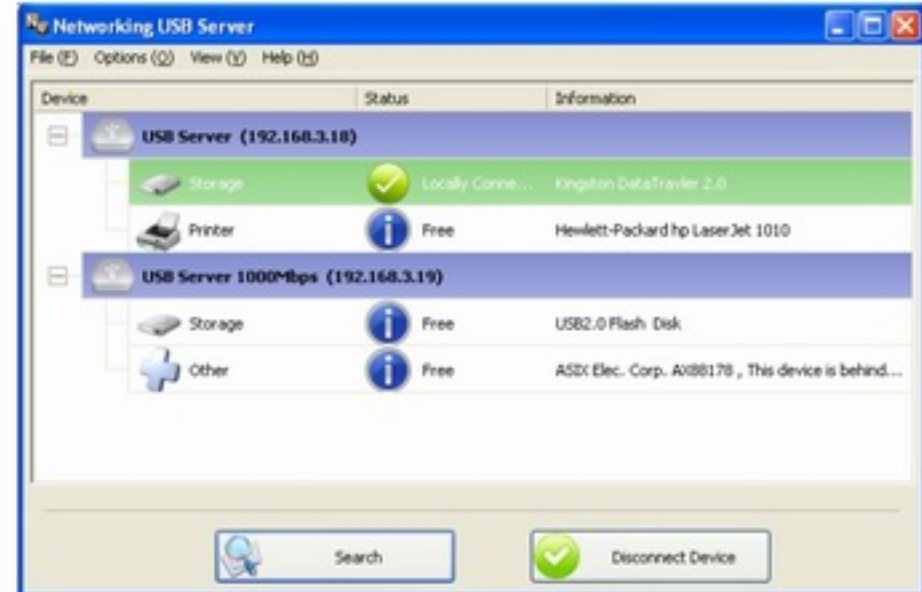 Networking USB Server
File (F) Options (O) View (V) Help (H)
Device Status Information
USB Server (192.168.3.18)
Storage Locally Conne... Kingston DataTravler 2.0
Printer Free Hewlett-Packard hp LaserJet 1010
USB Server 1000Mbps (192.168.3.19)
Storage Free USB2.0 Flash Disk
Other Free ASIX Elec. Corp. AX88178 , This device is behind....
Search Disconnect Device